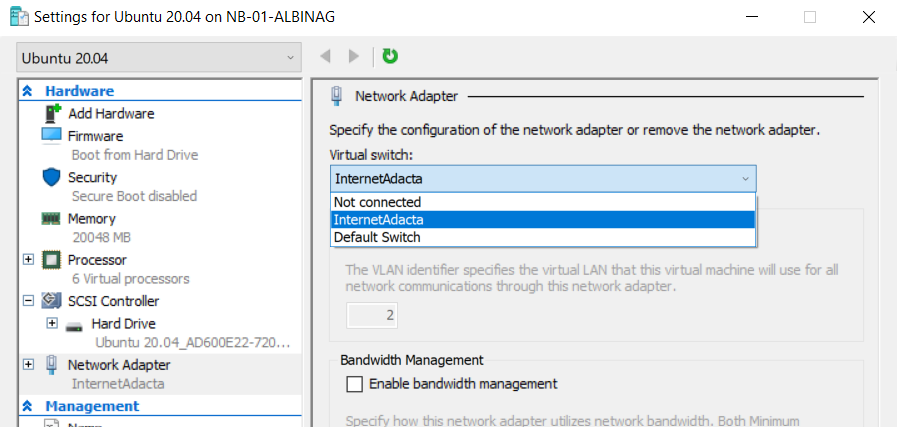 Settings for Ubuntu 20.04 on NB-01-ALBINAG
Ubuntu 20.04
Hardware
Add Hardware
Firmware
Boot from Hard Drive
Security
Secure Boot disabled
Memory
20048 MB
Processor
6 Virtual processors
SCSI Controller
Hard Drive
Ubuntu 20.04_AD600E22-720...
Network Adapter
InternetAdacta
Management
Name
Network Adapter
Specify the configuration of the network adapter or remove the network adapter.
Virtual switch:
InternetAdacta
Not connected
InternetAdacta
Default Switch
The VLAN identifier specifies the virtual LAN that this virtual machine will use for all
network communications through this network adapter.
2
Bandwidth Management
Enable bandwidth management
Specify how this network adapter utilizes network bandwidth. Both Minimum